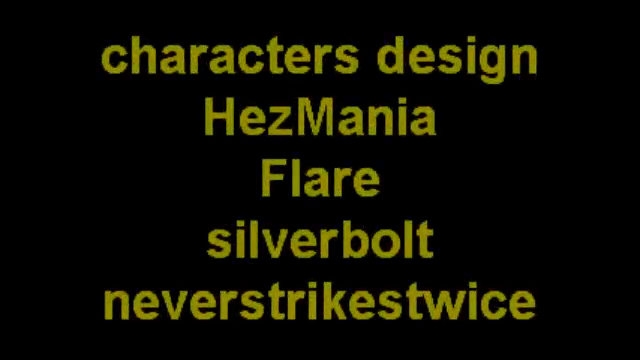 characters design
HezMania
Flare
silverbolt
neverstrikestwice